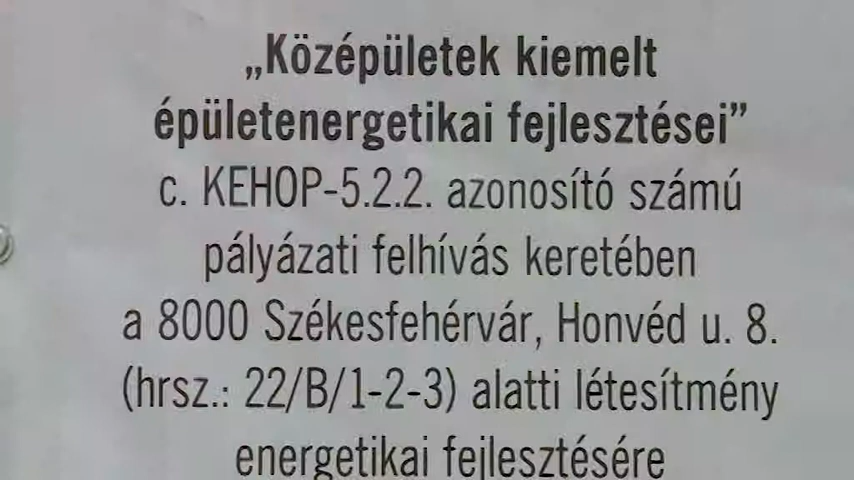 „Középületek kiemelt
épületenergetikai fejlesztései”
c. KEHOP-5.2.2. azonosító számú
pályázati felhívás keretében
a 8000 Székesfehérvár, Honvéd u. 8.
(hrsz.: 22/B/1-2-3) alatti létesítmény
energetikai fejlesztésére